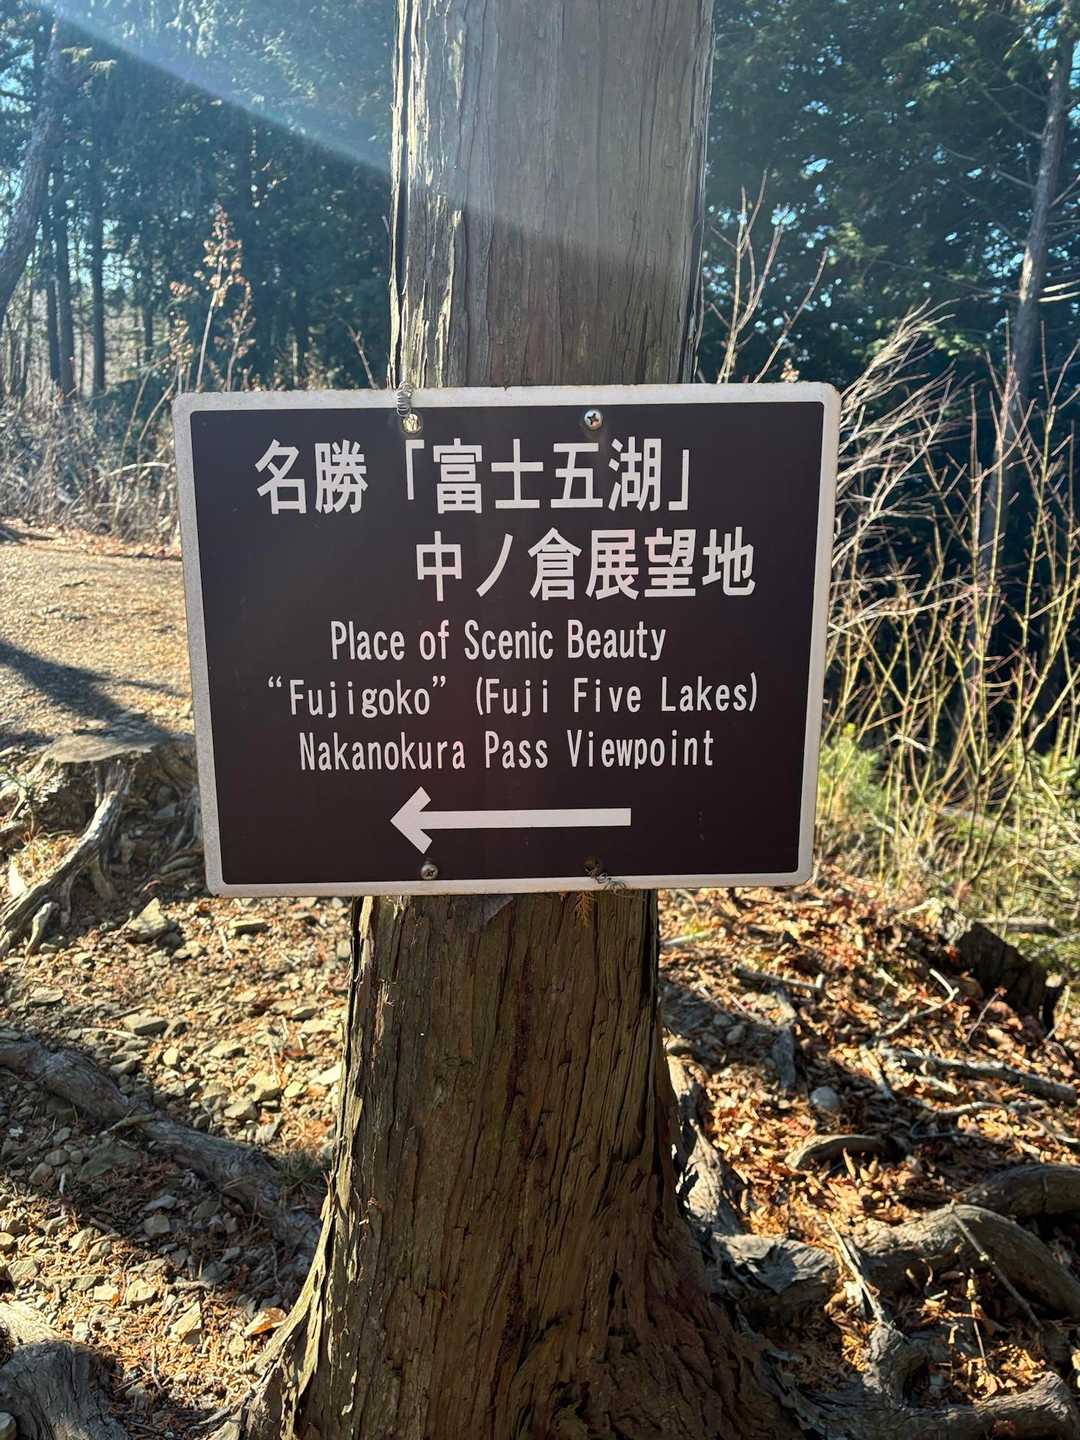 名勝「富士五湖」
中ノ倉展望地
Place of Scenic Beauty
“Fujigoko” (Fuji Five Lakes)
Nakanokura Pass Viewpoint